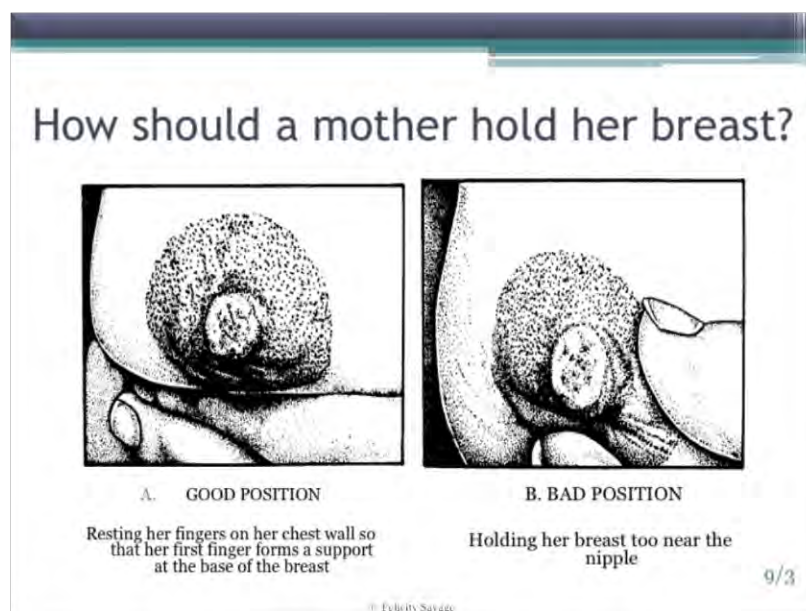 How should a mother hold her breast?
A. GOOD POSITION
Resting her fingers on her chest wall so
that her first finger forms a support
at the base of the breast
B. BAD POSITION
Holding her breast too near the
nipple
9/3
© Felicity Savage